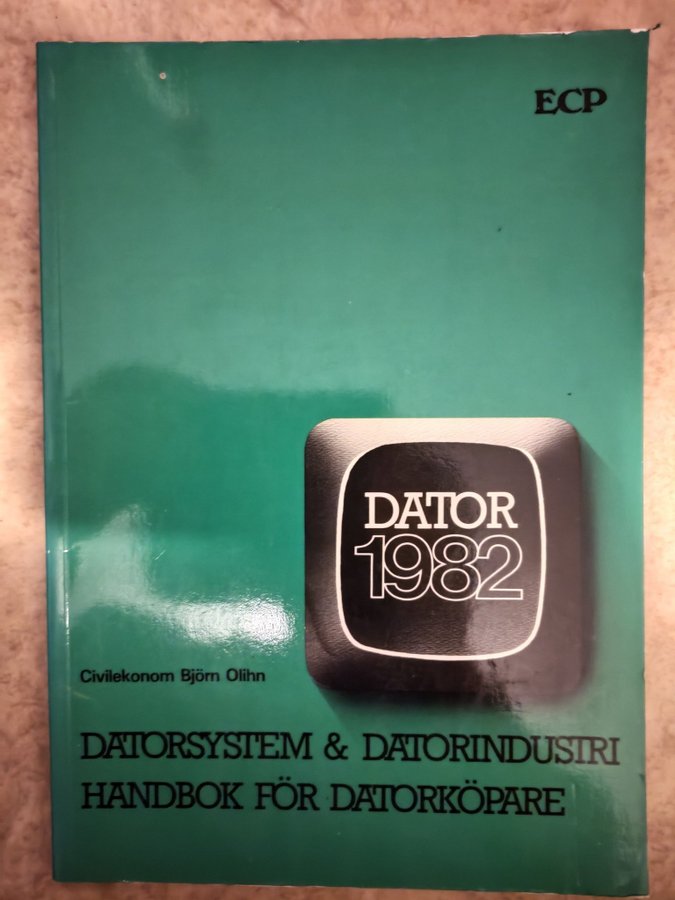 ECP
DATOR
1982
Civilekonom Björn Olihn
DATORSYSTEM & DATORINDUSTRI
HANDBOK FÖR DATORKÖPARE